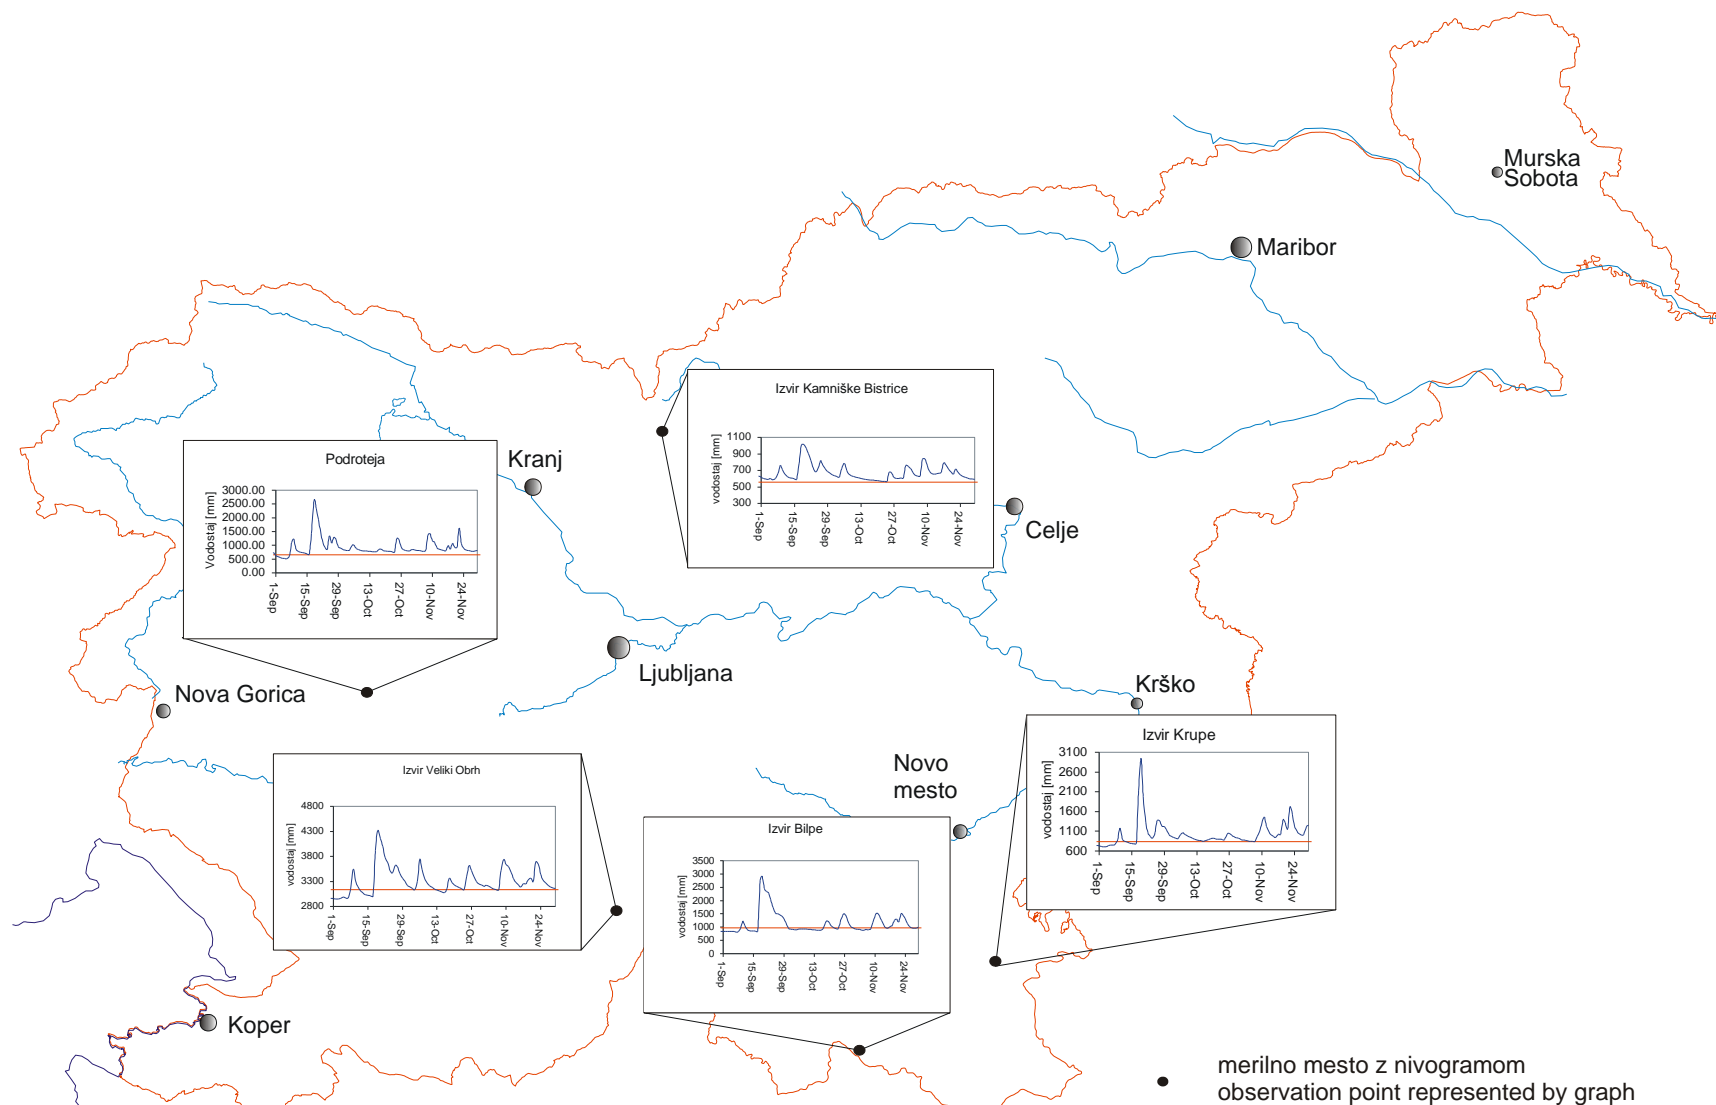 Murska
Sobota
Maribor
Izvir Kamniške Bistrice
vodostaj [mm]
1100
900
700
500
300
1-Sep
15-Sep
29-Sep
13-Oct
27-Oct
10-Nov
24-Nov
Podroteja
Vodostaj [mm]
3000.00
2500.00
2000.00
1500.00
1000.00
500.00
0.00
1-Sep
15-Sep
29-Sep
13-Oct
27-Oct
10-Nov
24-Nov
Kranj
Celje
Ljubljana
Nova Gorica
Krško
Izvir Krupe
vodostaj [mm]
3100
2600
2100
1600
1100
600
1-Sep
15-Sep
29-Sep
13-Oct
27-Oct
10-Nov
24-Nov
Izvir Veliki Obrh
vodostaj [mm]
4800
4300
3800
3300
2800
1-Sep
15-Sep
29-Sep
13-Oct
27-Oct
10-Nov
24-Nov
Novo
mesto
Izvir Bilpe
vodostaj [mm]
3500
3000
2500
2000
1500
1000
500
0
1-Sep
15-Sep
29-Sep
13-Oct
27-Oct
10-Nov
24-Nov
Koper
merilno mesto z nivogramom
observation point represented by graph